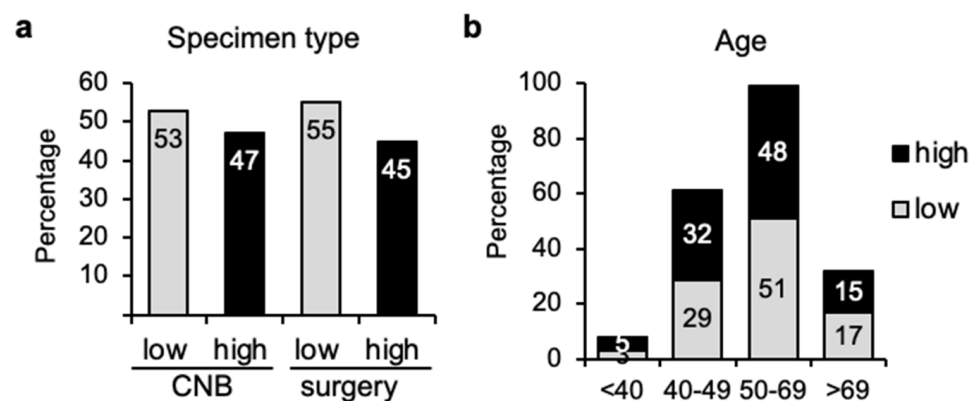 a
Specimen type
Percentage
60
50
40
30
20
10
53
47
55
45
low high low high
CNB surgery
b
Age
Percentage
100
80
60
40
20
0
5
3
32
29
48
51
15
17
<40 40-49 50-69 >69
high
low